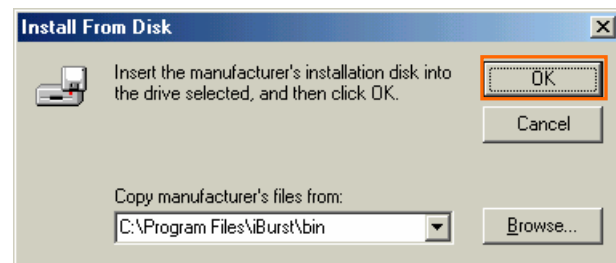 Install From Disk
Insert the manufacturer's installation disk into
the drive selected, and then click OK.
OK
Cancel
Copy manufacturer's files from:
C:\Program Files\iBurst\bin
Browse...